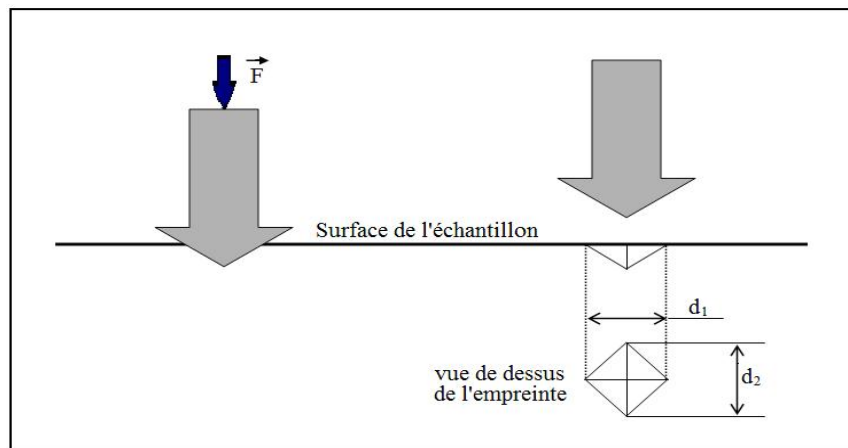 F
Surface de l'échantillon
d₁
vue de dessus
de l'empreinte
d₂